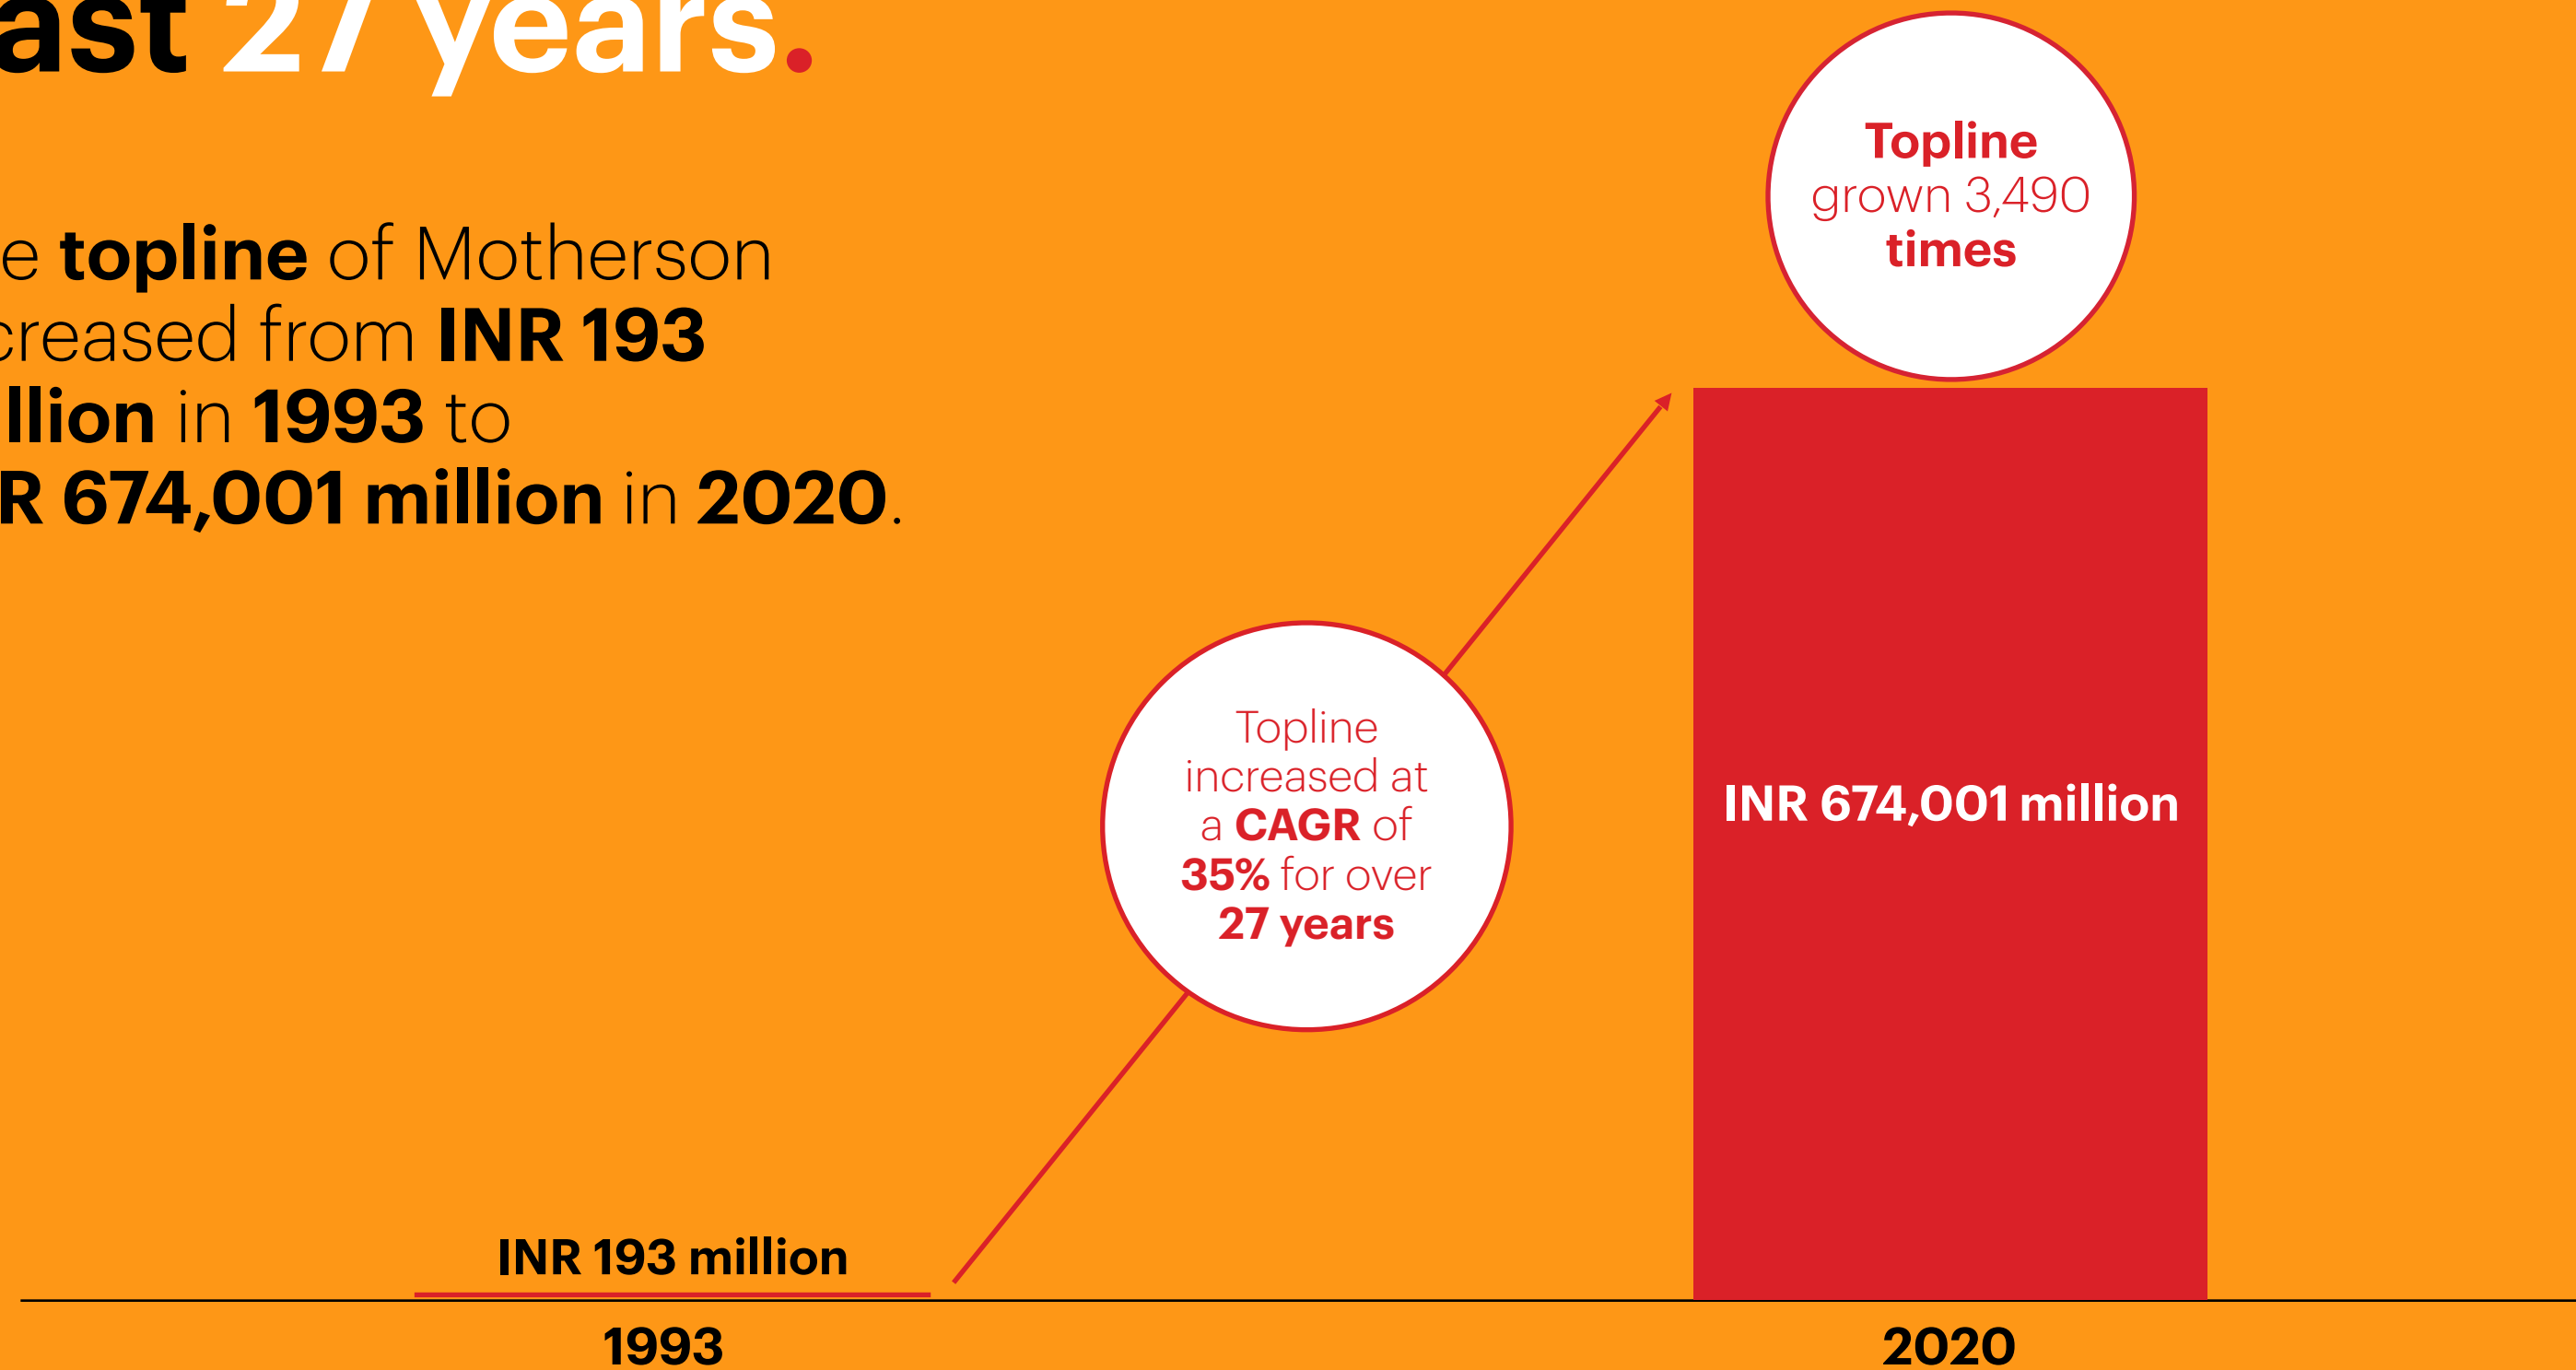 ast 27 years.
e topline of Motherson
creased from INR 193
llion in 1993 to
R 674,001 million in 2020.
Topline
grown 3,490
times
Topline
increased at
a CAGR of
35% for over
27 years
INR 674,001 million
INR 193 million
1993
2020